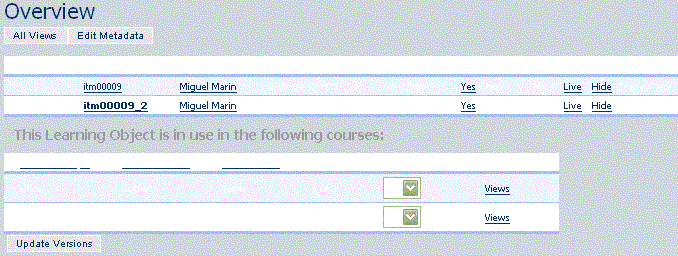 Overview
All Views Edit Metadata
itm00009 Miguel Marin Yes Live Hide
itm00009_2 Miguel Marin Yes Live Hide
This Learning Object is in use in the following courses:
Views
Views
Update Versions